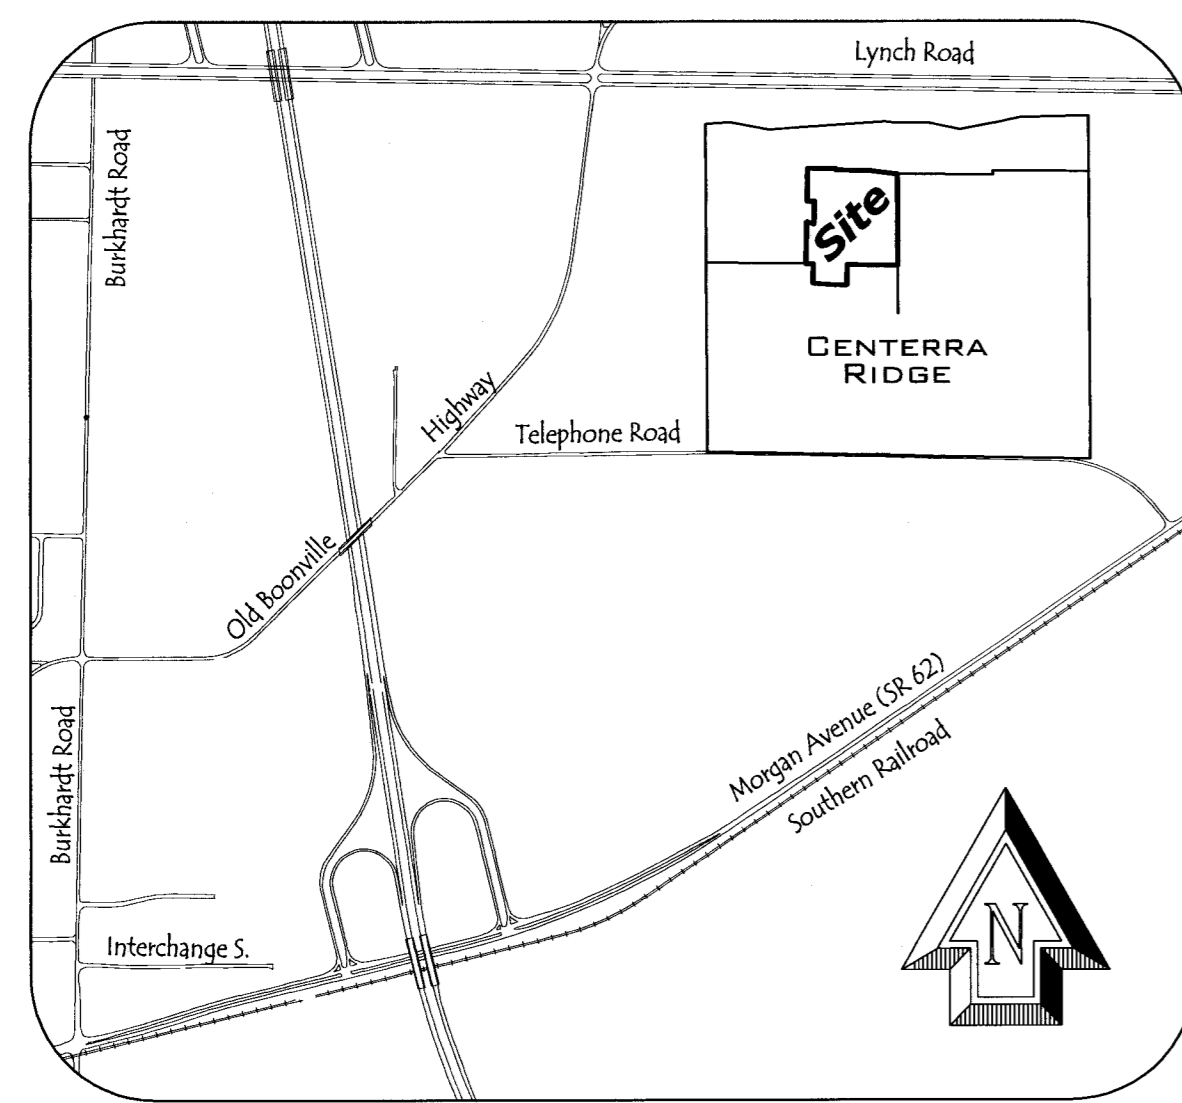 Lynch Road
Burkhardt Road
Site
CENTERRA
RIDGE
Highway
Telephone Road
Old Boonville
Morgan Avenue (SR 62)
Southern Railroad
Burkhardt Road
Interchange S.
N